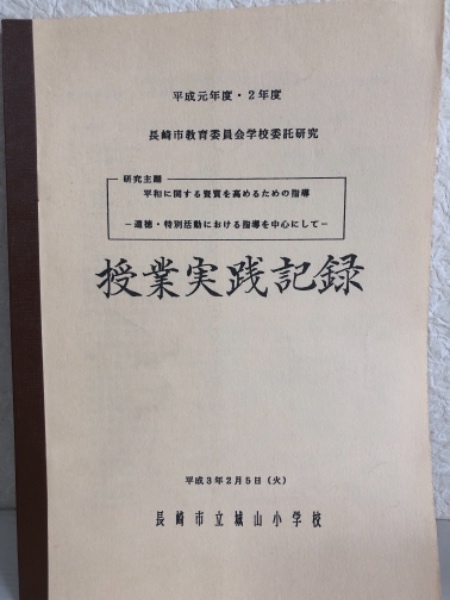 平成元年度・2年度
長崎市教育委員会学校委託研究
研究主題
平和に関する資質を高めるための指導
－道徳・特別活動における指導を中心にして－
授業実践記録
平成3年2月5日（火）
長崎市立城山小学校